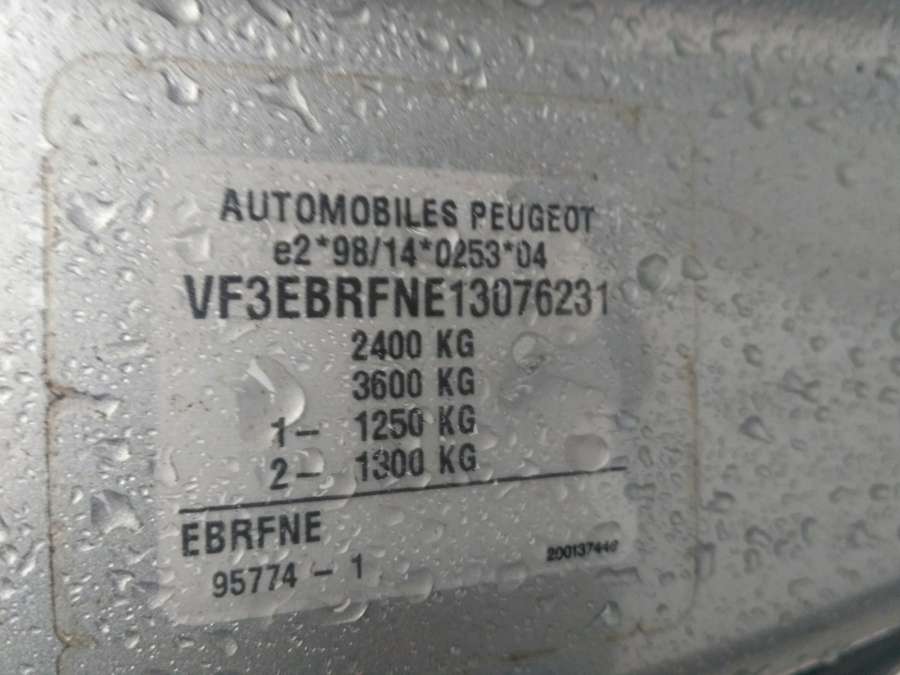 AUTOMOBILES PEUGEOT
e2*98/14*0253*04
VF3EBRFNE13076231
2400 KG
3600 KG
1- 1250 KG
2- 1300 KG
EBRFNE
95774 - 1